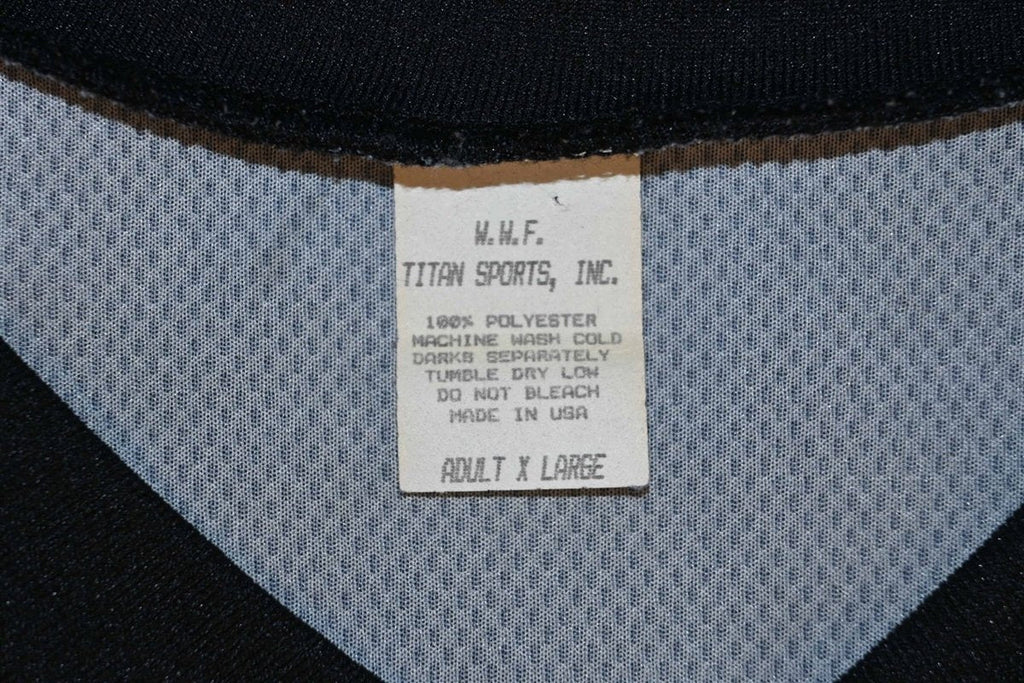 W.W.F.
TITAN SPORTS, INC.
100% POLYESTER
MACHINE WASH COLD
DARKS SEPARATELY
TUMBLE DRY LOW
DO NOT BLEACH
MADE IN USA
ADULT X LARGE